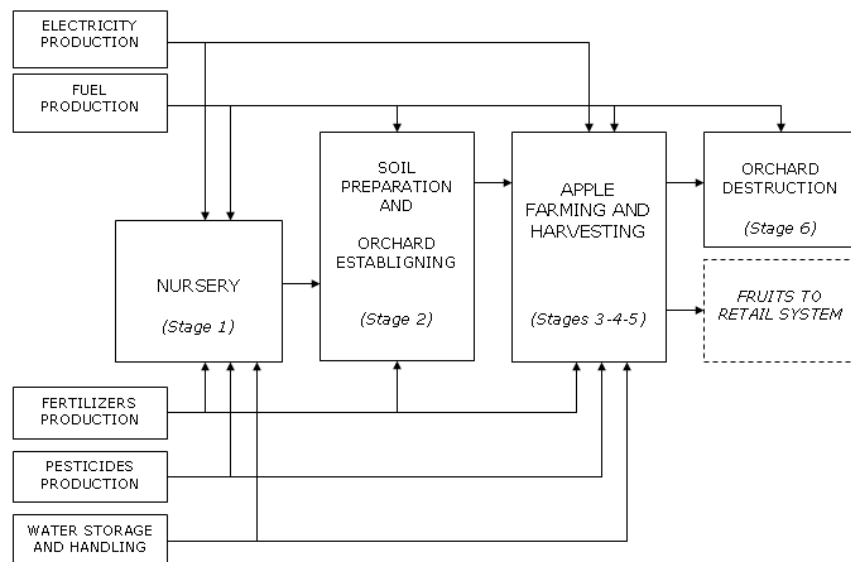 ELECTRICITY
PRODUCTION
FUEL
PRODUCTION
SOIL
PREPARATION
AND
ORCHARD
ESTABLIGNING
(Stage 2)
APPLE
FARMING AND
HARVESTING
(Stages 3-4-5)
ORCHARD
DESTRUCTION
(Stage 6)
NURSERY
(Stage 1)
FRUITS TO
RETAIL SYSTEM
FERTILIZERS
PRODUCTION
PESTICIDES
PRODUCTION
WATER STORAGE
AND HANDLING